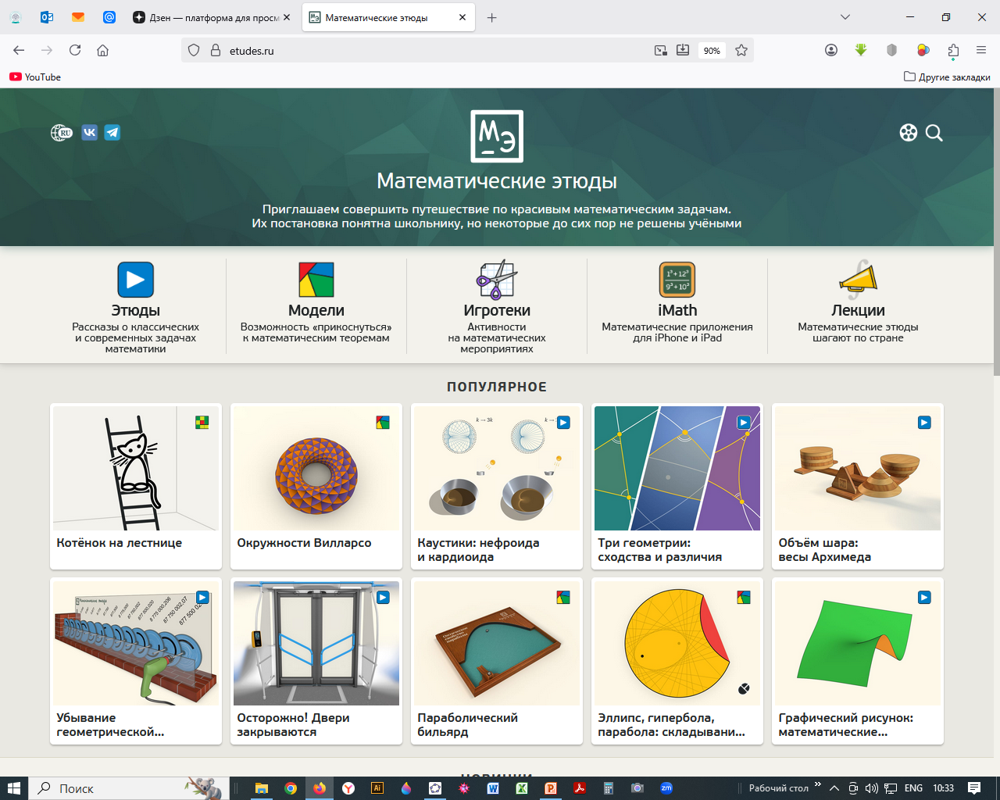 Дзен — платформа для просм
Математические этюды
etudes.ru
90%
YouTube
Другие закладки
RU
МЭ
Математические этюды
Приглашаем совершить путешествие по красивым математическим задачам.
Их постановка понятна школьнику, но некоторые до сих пор не решены учёными
Этюды
Рассказы о классических
и современных задачах
математики
Модели
Возможность «прикоснуться»
к математическим теоремам
Игротеки
Активности
на математических
мероприятиях
1³+12³
9³+10³
iMath
Математические приложения
для iPhone и iPad
Лекции
Математические этюды
шагают по стране
ПОПУЛЯРНОЕ
Котёнок на лестнице
Окружности Вилларсо
k → 3k
Каустики: нефроида
и кардиоида
Три геометрии:
сходства и различия
Объём шара:
весы Архимеда
Убывание
геометрической...
Осторожно! Двери
закрываются
Параболический
бильярд
Эллипс, гипербола,
парабола: складывани...
Графический рисунок:
математические...
Поиск
Рабочий стол
ENG
10:33